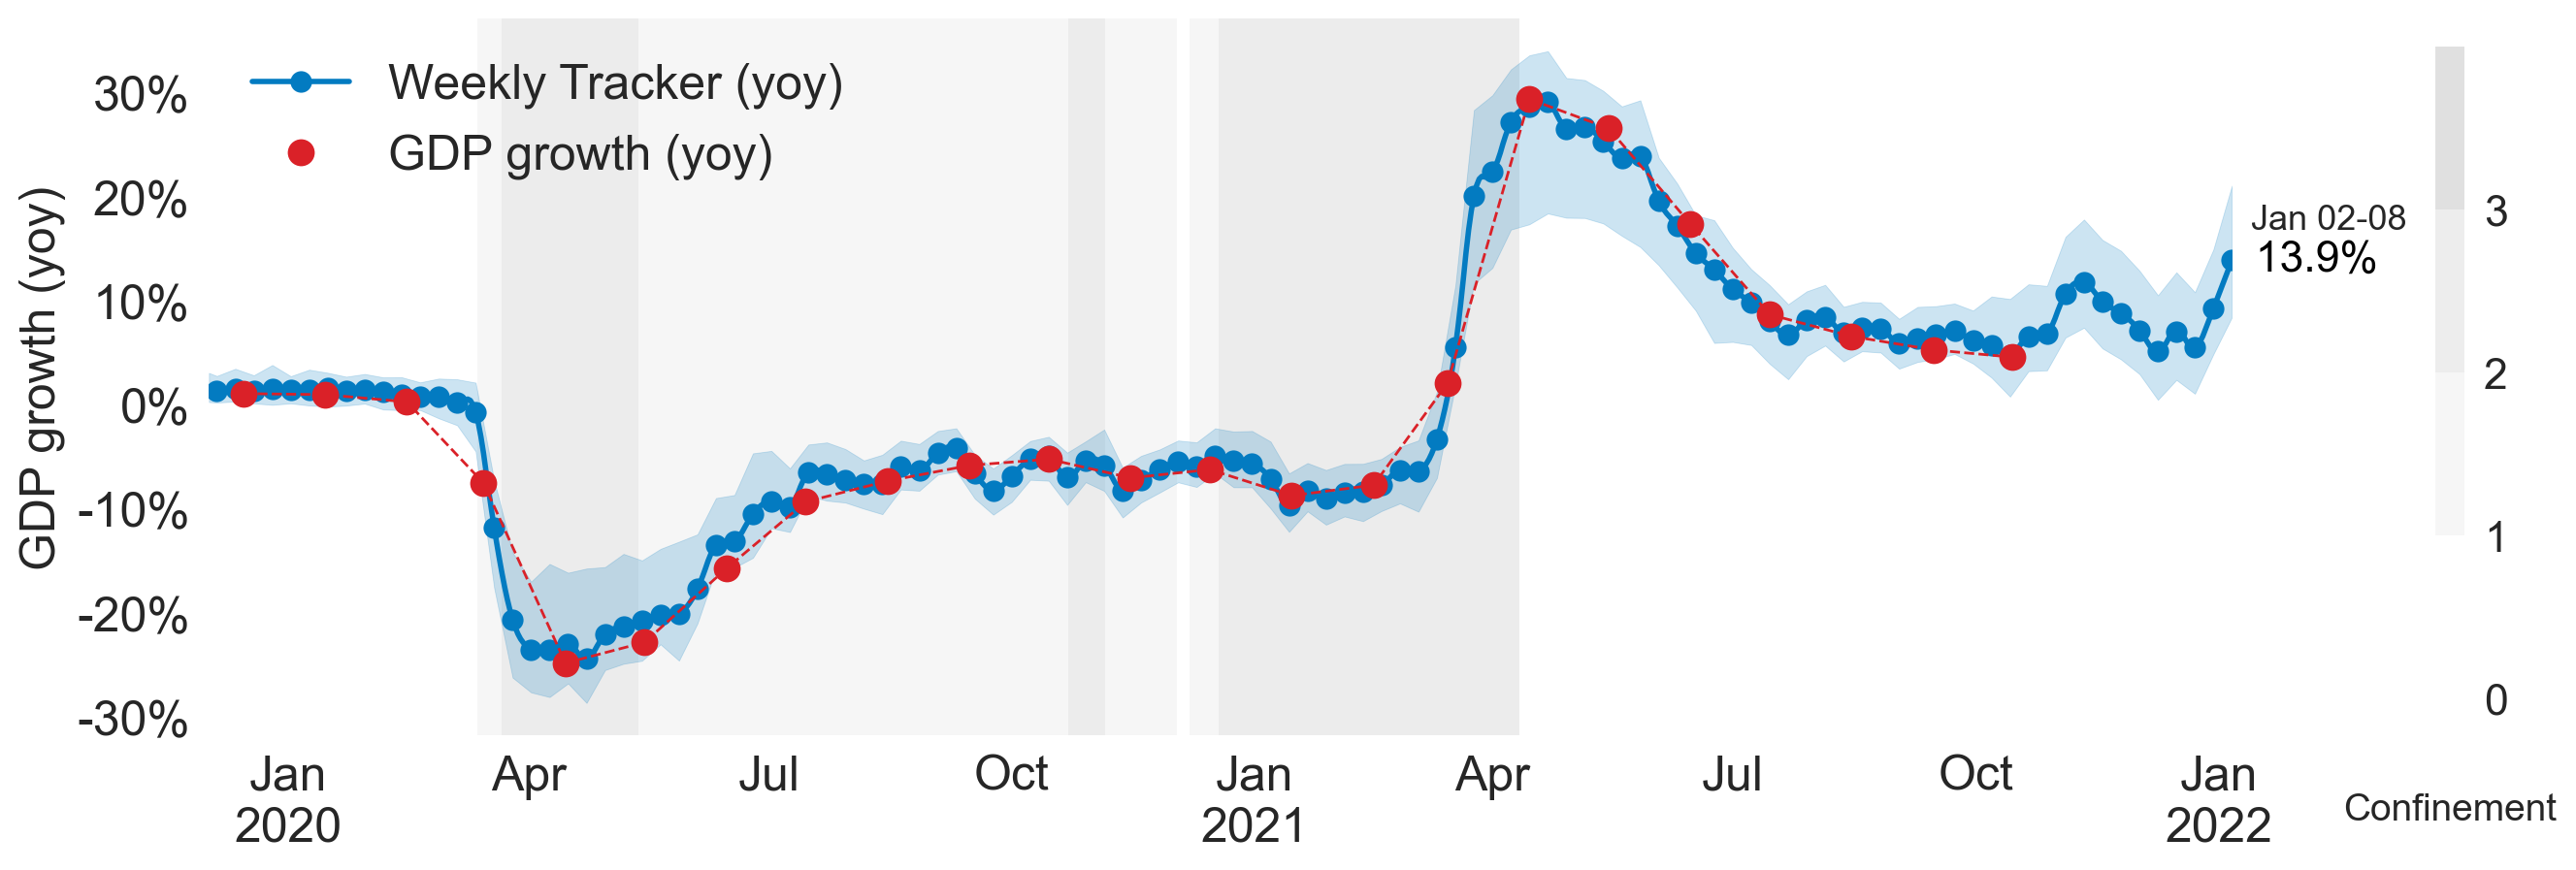 Weekly Tracker (yoy)
GDP growth (yoy)
GDP growth (yoy)
30%
20%
10%
0%
-10%
-20%
-30%
Jan
2020
Apr
Jul
Oct
Jan
2021
Apr
Jul
Oct
Jan
2022
Jan 02-08
13.9%
3
2
1
0
Confinement